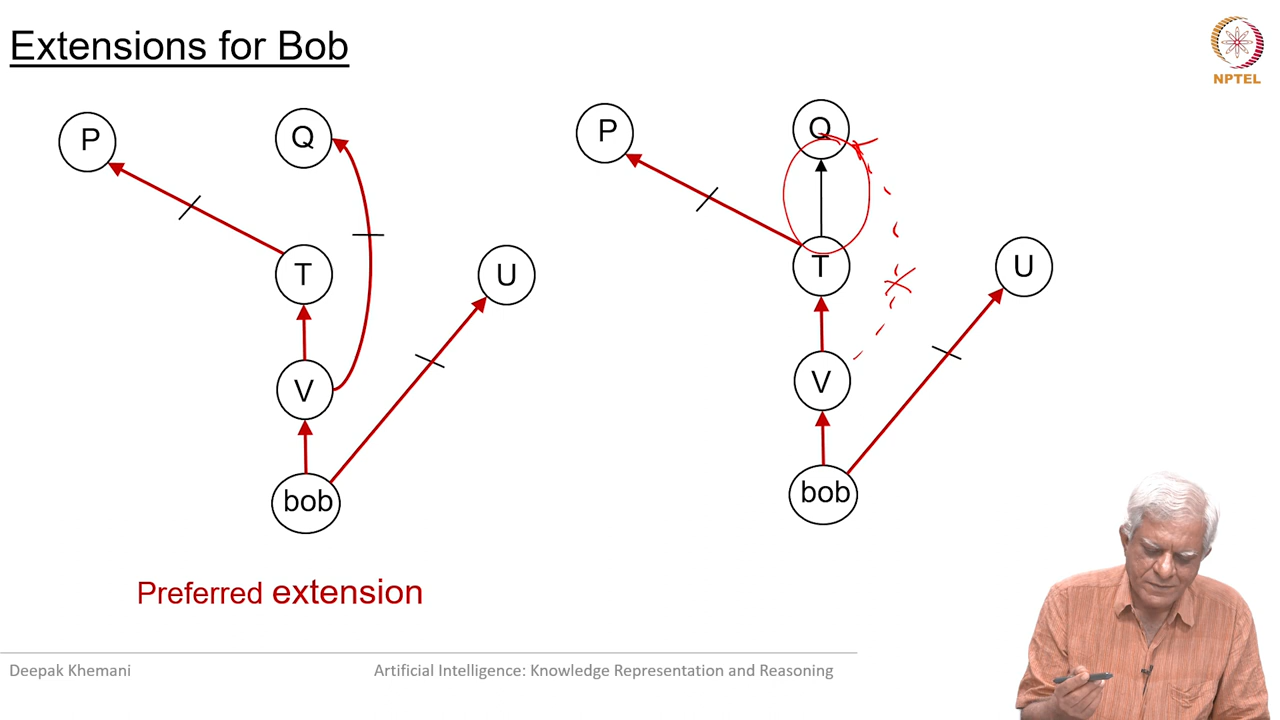 Extensions for Bob
NPTEL
P
Q
T
U
V
bob
P
Q
T
U
V
bob
Preferred extension
Deepak Khemani
Artificial Intelligence: Knowledge Representation and Reasoning